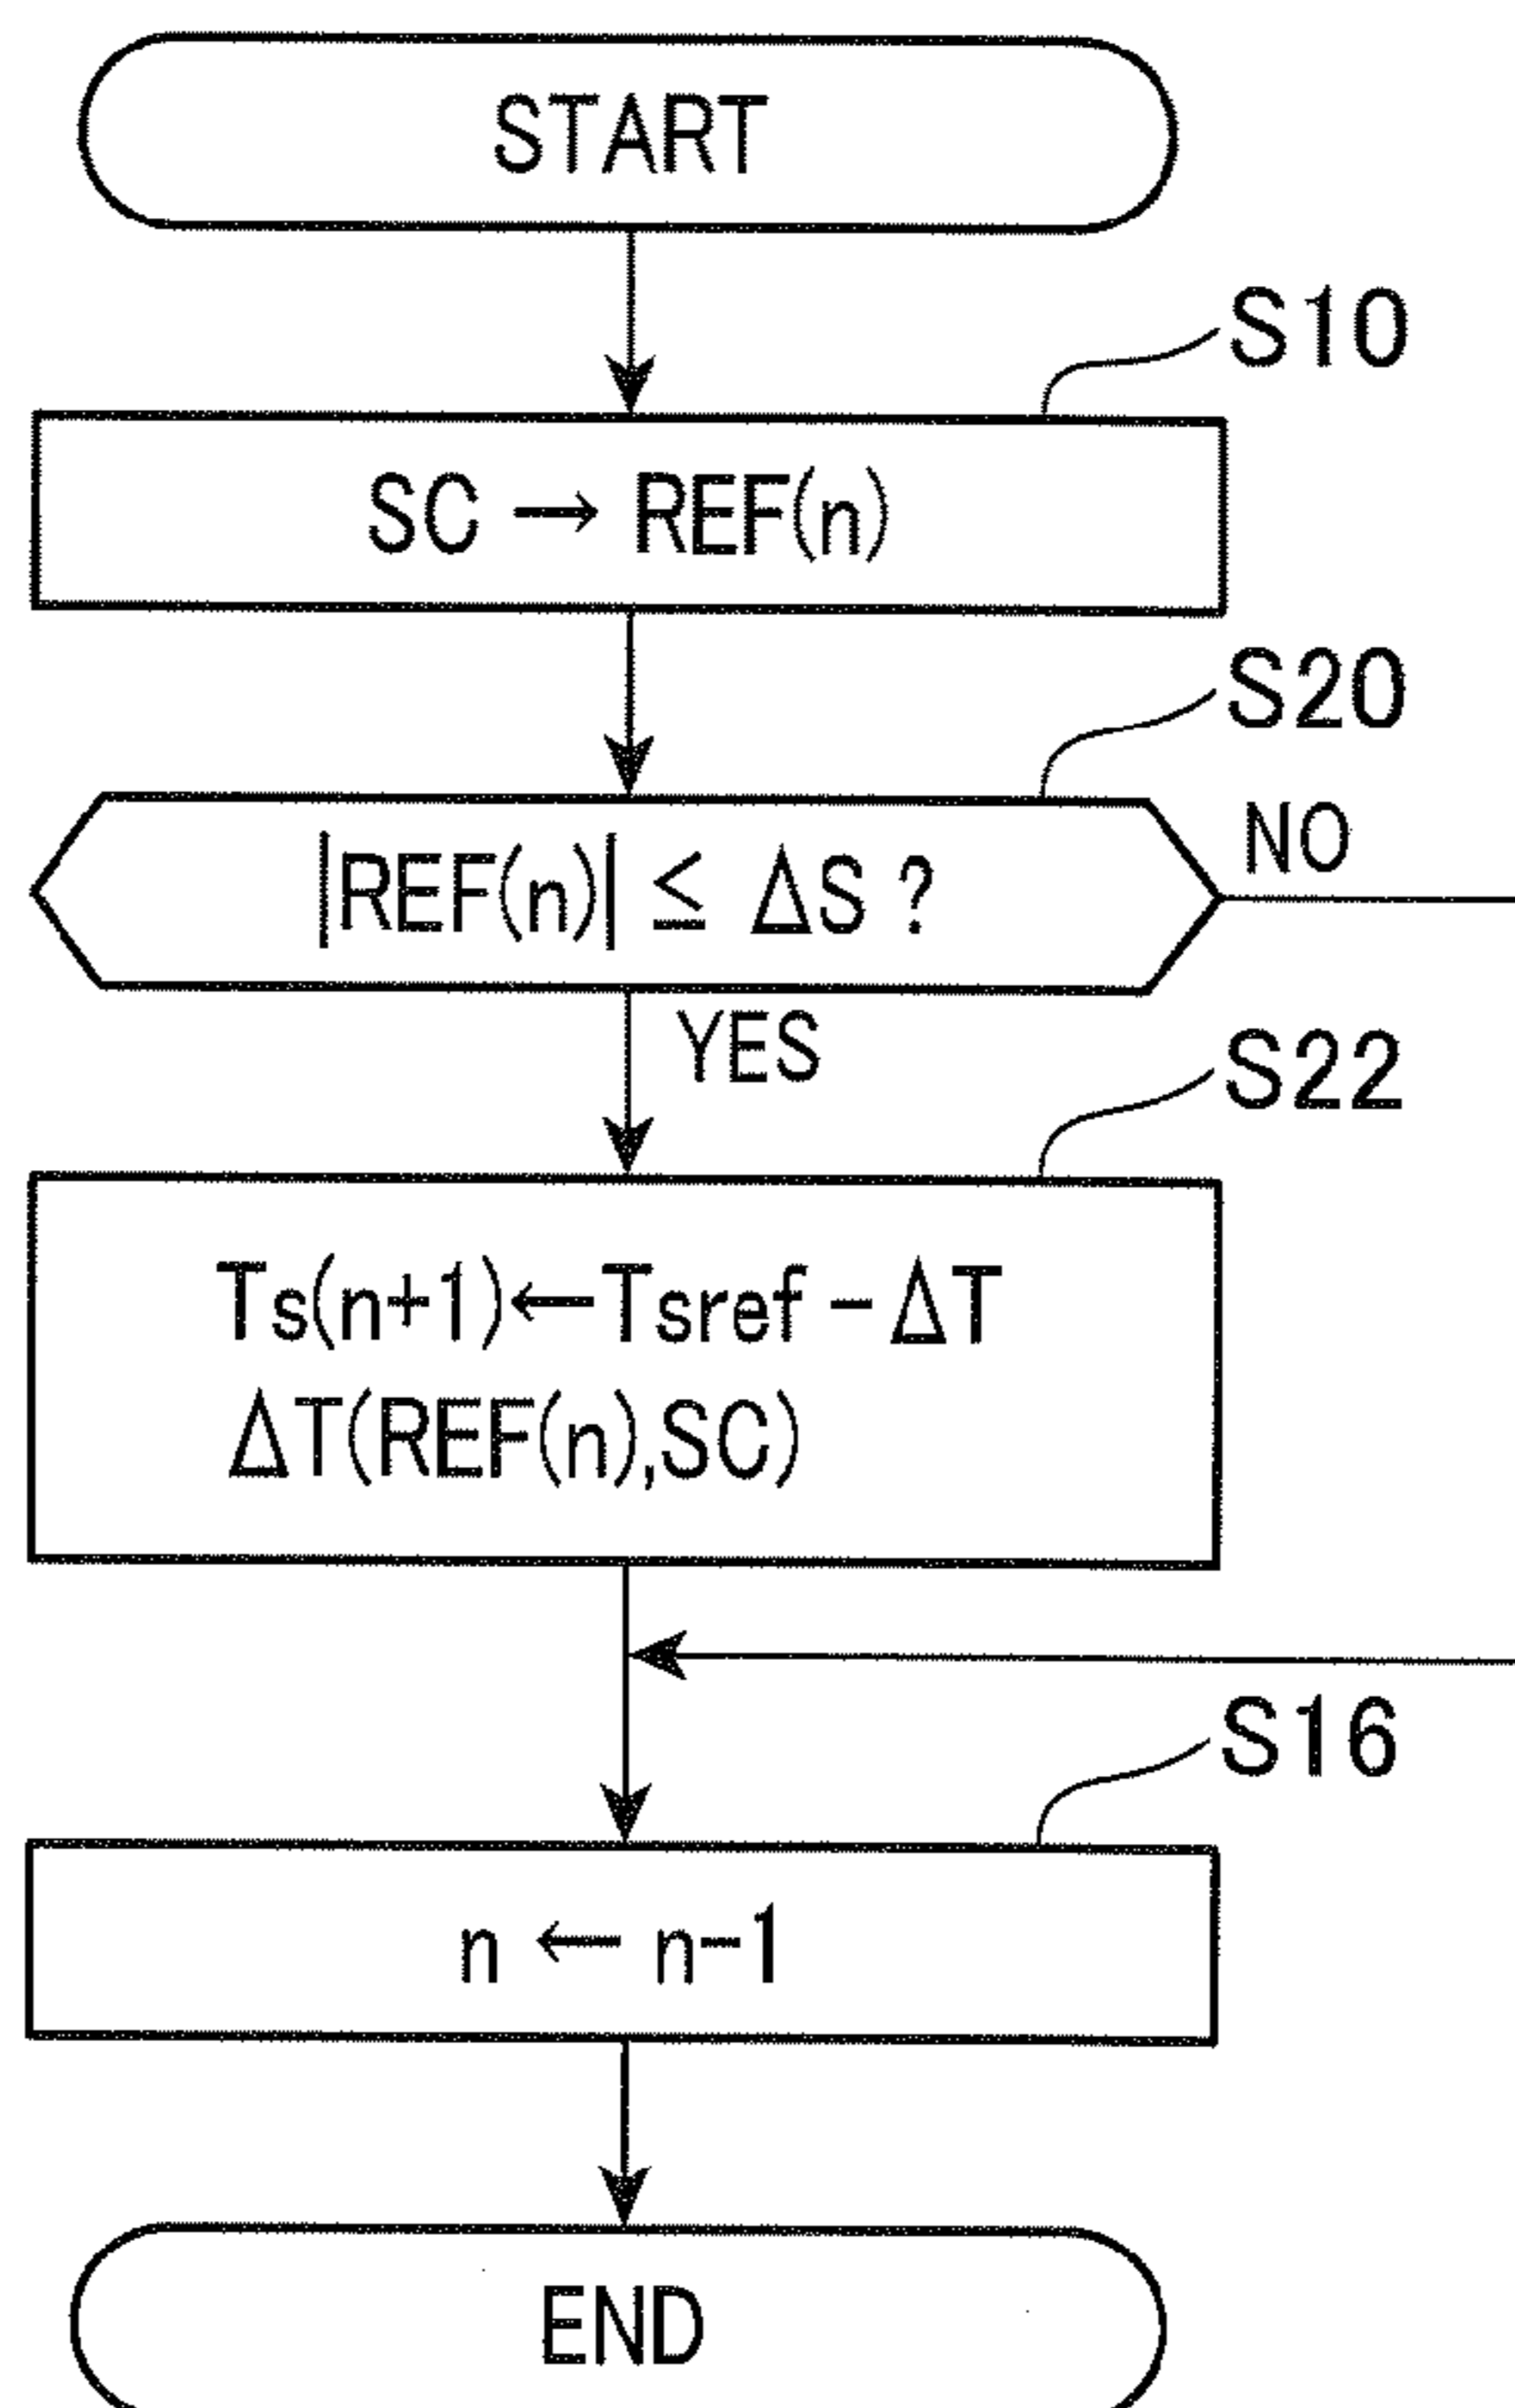 START
S10
SC → REF(n)
S20
|REF(n)| ≤ ΔS ?
NO
YES
S22
Ts(n+1)←Tsref-ΔT
ΔT(REF(n),SC)
S16
n ← n-1
END